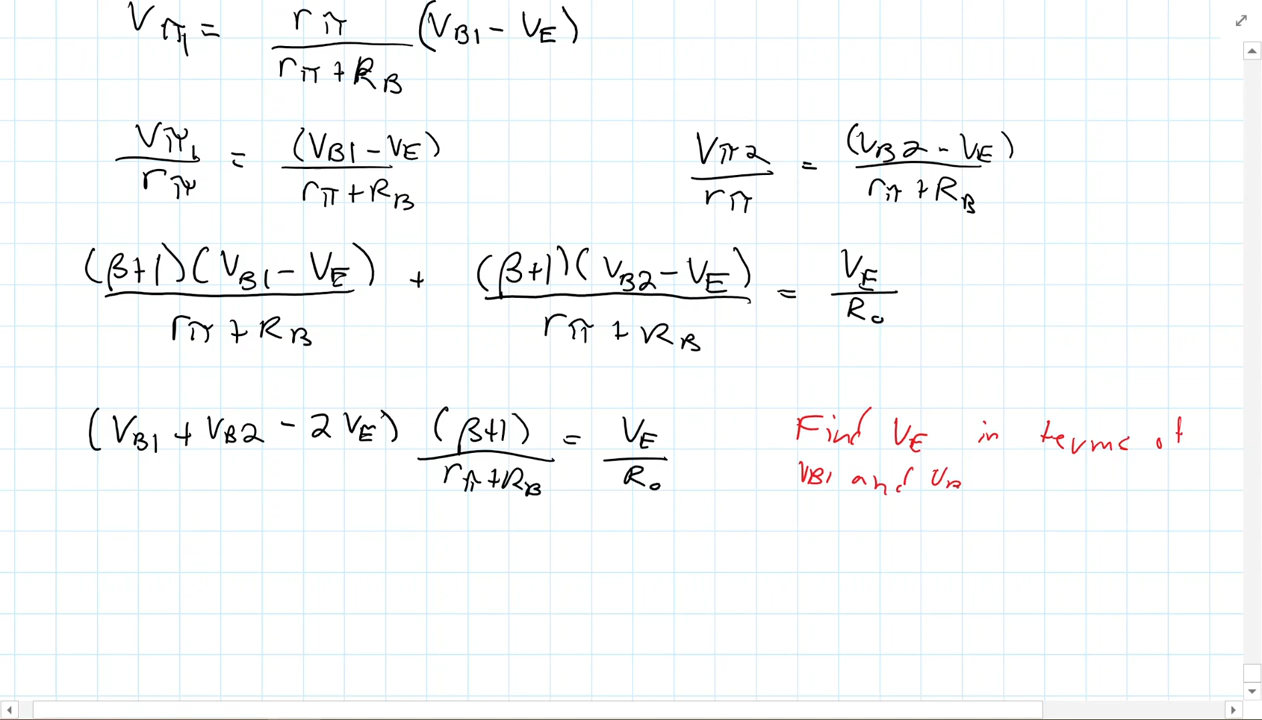 Vπ1 = rπ / (rπ + RB) (VB1 - VE)
Vπ1 / rπ = (VB1 - VE) / (rπ + RB)
Vπ2 / rπ = (VB2 - VE) / (rπ + RB)
(β+1)(VB1 - VE) / (rπ + RB) + (β+1)(VB2 - VE) / (rπ + RB) = VE / Ro
(VB1 + VB2 - 2VE) (β+1) / (rπ + RB) = VE / Ro
Find VE in terms of
VB1 and VB